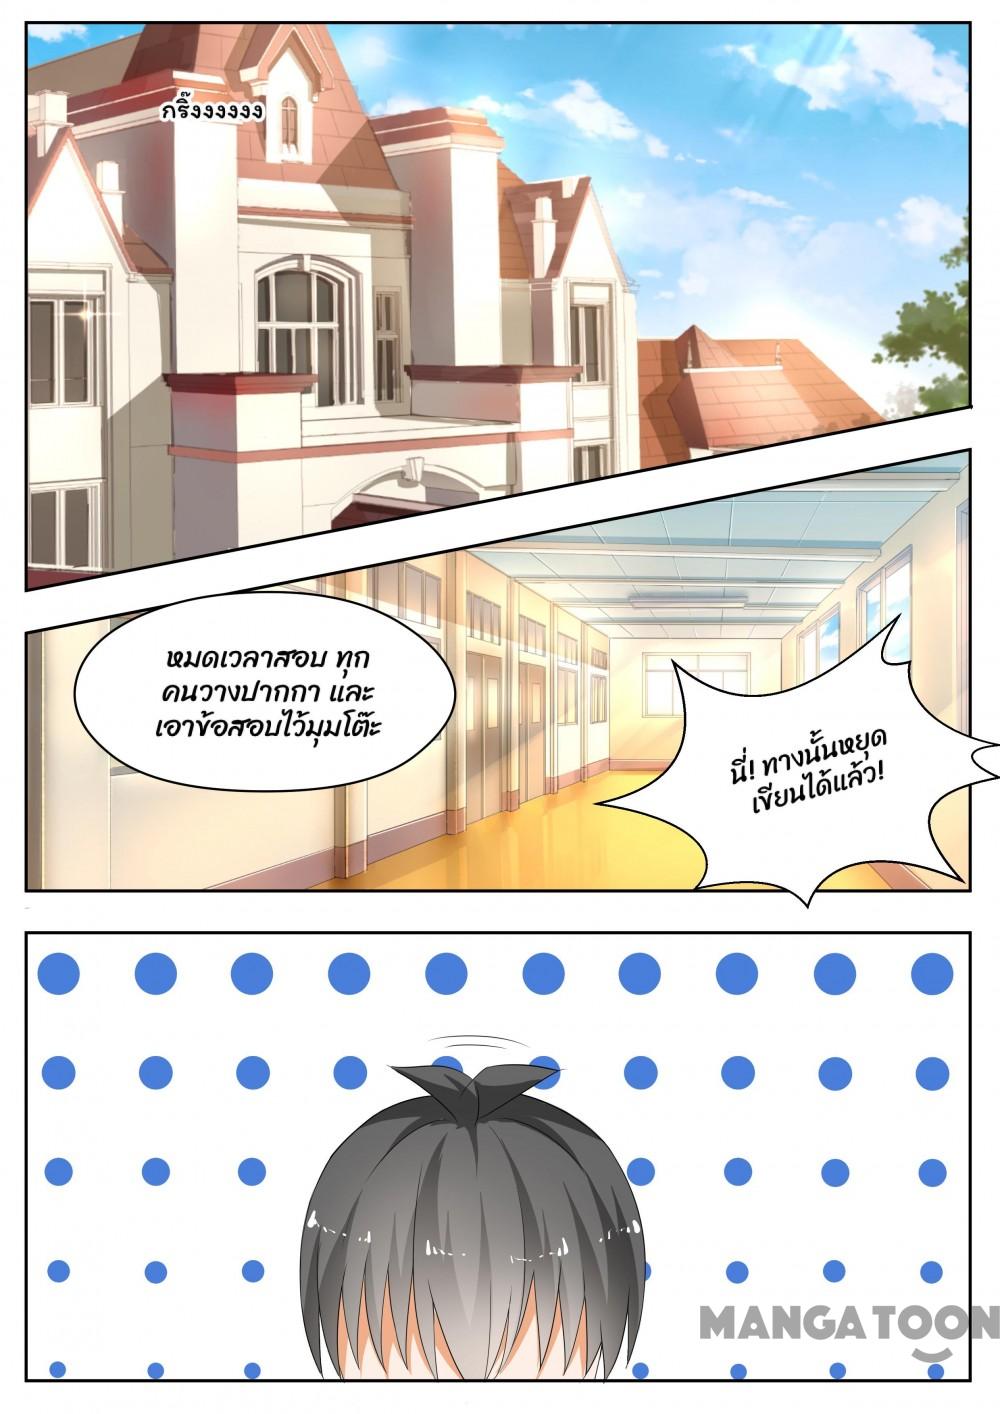 กริ๊งงงงงงง
หมดเวลาสอบ ทุก
คนวางปากกา และ
เอาข้อสอบไว้มุมโต๊ะ
นี่! ทางนั้นหยุด
เขียนได้แล้ว!
MANGATOON